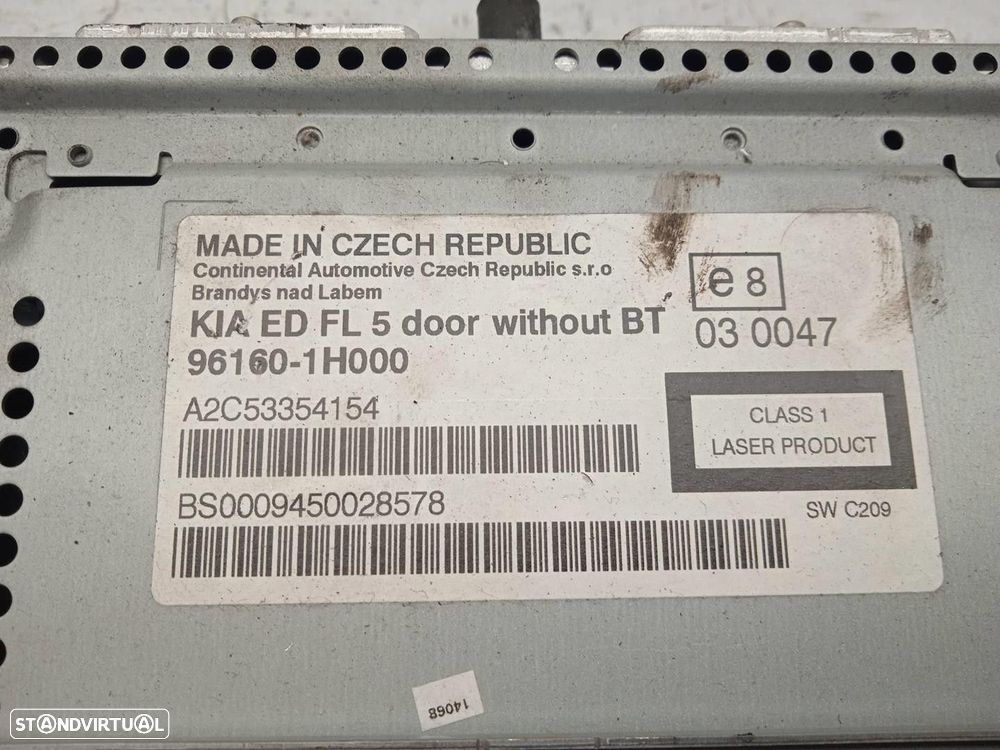 MADE IN CZECH REPUBLIC
Continental Automotive Czech Republic s.r.o
Brandys nad Labem
KIA ED FL 5 door without BT
96160-1H000
e8
03 0047
A2C53354154
CLASS 1
LASER PRODUCT
BS0009450028578
SW C209
14068
STANDVIRTUAL